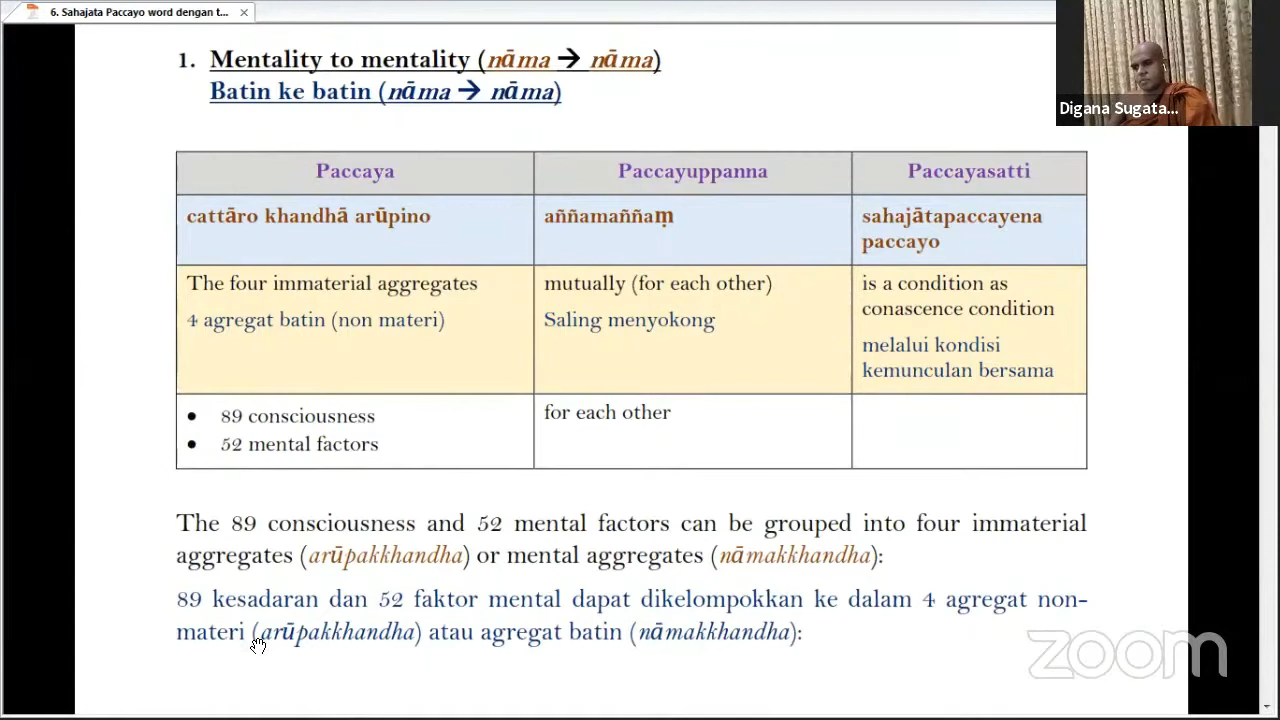 6. Sahajata Paccayo word dengan t...
1. Mentality to mentality (nāma → nāma)
Batin ke batin (nāma → nāma)
Digana Sugata...
Paccaya Paccayuppanna Paccayasatti
cattāro khandhā arūpino aññamaññaṃ sahajātapaccayena
paccayo
The four immaterial aggregates mutually (for each other) is a condition as
conascence condition
4 agregat batin (non materi) Saling menyokong
melalui kondisi
kemunculan bersama
• 89 consciousness for each other
• 52 mental factors
The 89 consciousness and 52 mental factors can be grouped into four immaterial
aggregates (arūpakkhandha) or mental aggregates (nāmakkhandha):
89 kesadaran dan 52 faktor mental dapat dikelompokkan ke dalam 4 agregat non-
materi (arūpakkhandha) atau agregat batin (nāmakkhandha):
zoom